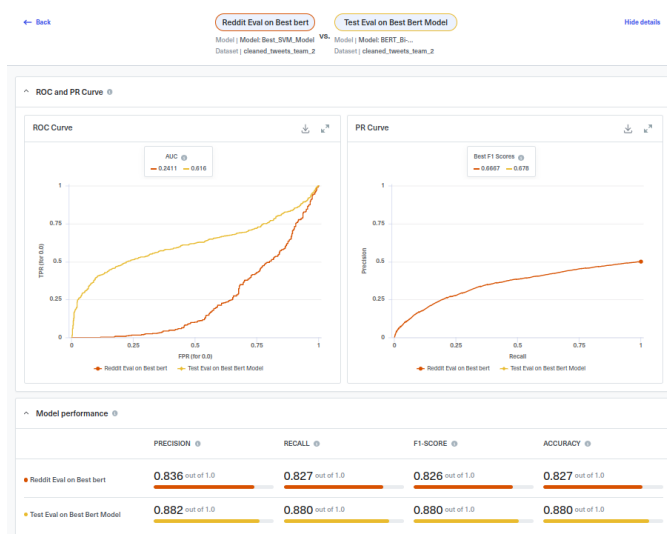 ← Back
Reddit Eval on Best bert vs. Test Eval on Best Bert Model
Hide details
Model | Model: Best_SVM_Model Model | Model: BERT_Bi-...
Dataset | cleaned_tweets_team_2 Dataset | cleaned_tweets_team_2
ROC and PR Curve
ROC Curve
AUC
0.2411 0.816
1
0.75
0.5
0.25
0
TPR (for 0.0)
0 0.25 0.5 0.75 1
FPR (for 0.0)
Reddit Eval on Best bert Test Eval on Best Bert Model
PR Curve
Best F1 Scores
0.6667 0.678
1
0.75
0.5
0.25
0
Precision
0 0.25 0.5 0.75 1
Recall
Reddit Eval on Best bert Test Eval on Best Bert Model
Model performance
PRECISION RECALL F1-SCORE ACCURACY
Reddit Eval on Best bert 0.836 out of 1.0 0.827 out of 1.0 0.826 out of 1.0 0.827 out of 1.0
Test Eval on Best Bert Model 0.882 out of 1.0 0.880 out of 1.0 0.880 out of 1.0 0.880 out of 1.0